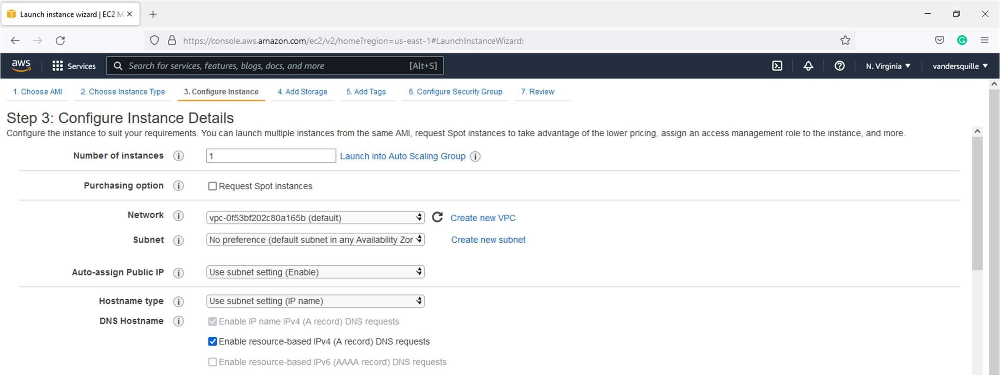 Launch instance wizard | EC2 M
https://console.aws.amazon.com/ec2/v2/home?region=us-east-1#LaunchInstanceWizard:
aws Services Search for services, features, blogs, docs, and more [Alt+S] N. Virginia vandersquille
1. Choose AMI 2. Choose Instance Type 3. Configure Instance 4. Add Storage 5. Add Tags 6. Configure Security Group 7. Review
Step 3: Configure Instance Details
Configure the instance to suit your requirements. You can launch multiple instances from the same AMI, request Spot instances to take advantage of the lower pricing, assign an access management role to the instance, and more.
Number of instances 1 Launch into Auto Scaling Group
Purchasing option Request Spot instances
Network vpc-0f53bf202c80a165b (default) Create new VPC
Subnet No preference (default subnet in any Availability Zor Create new subnet
Auto-assign Public IP Use subnet setting (Enable)
Hostname type Use subnet setting (IP name)
DNS Hostname Enable IP name IPv4 (A record) DNS requests
Enable resource-based IPv4 (A record) DNS requests
Enable resource-based IPv6 (AAAA record) DNS requests